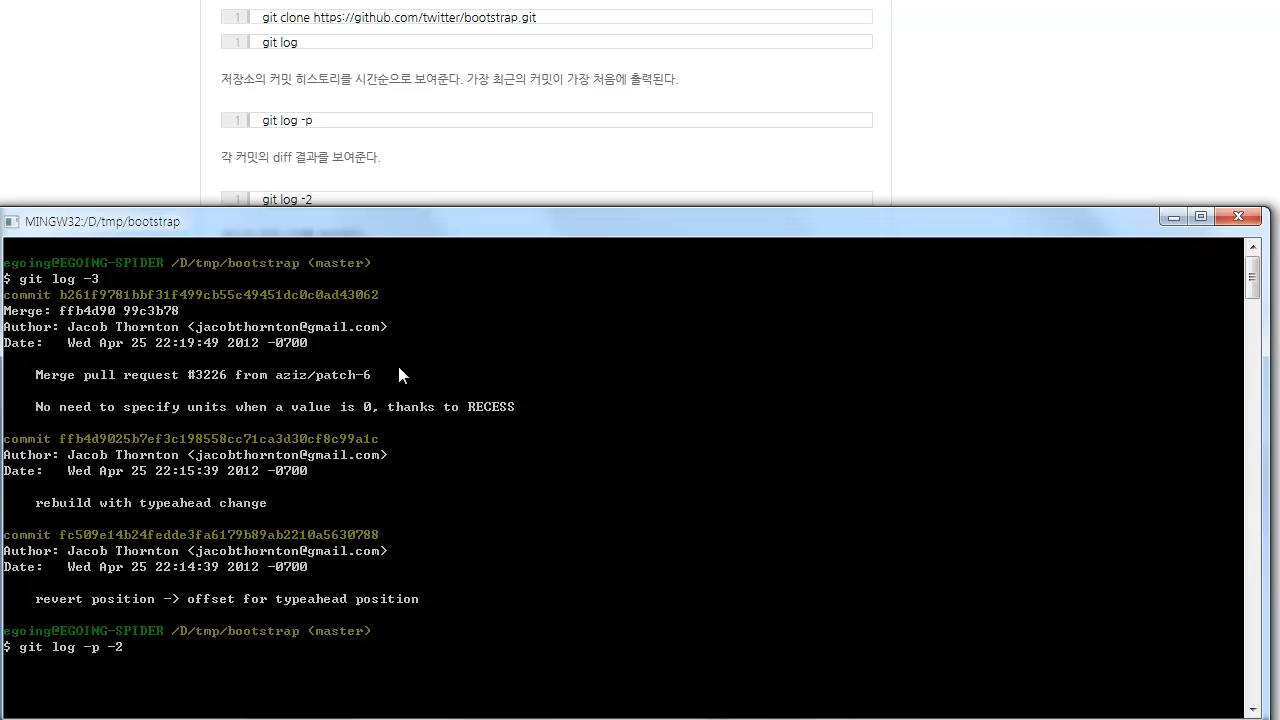 1 git clone https://github.com/twitter/bootstrap.git
1 git log
저장소의 커밋 히스토리를 시간순으로 보여준다. 가장 최근의 커밋이 가장 처음에 출력된다.
1 git log -p
각 커밋의 diff 결과를 보여준다.
1 git log -2
MINGW32:/D/tmp/bootstrap
egoing@EGOING-SPIDER /D/tmp/bootstrap (master)
$ git log -3
commit b261f9781bbf31f499cb55c49451dc0c0ad43062
Merge: ffb4d90 99c3b78
Author: Jacob Thornton <jacobthornton@gmail.com>
Date:   Wed Apr 25 22:19:49 2012 -0700
Merge pull request #3226 from aziz/patch-6
No need to specify units when a value is 0, thanks to RECESS
commit ffb4d9025b7ef3c198558cc71ca3d30cf8c99a1c
Author: Jacob Thornton <jacobthornton@gmail.com>
Date:   Wed Apr 25 22:15:39 2012 -0700
rebuild with typeahead change
commit fc509e14b24fedde3fa6179b89ab2210a5630788
Author: Jacob Thornton <jacobthornton@gmail.com>
Date:   Wed Apr 25 22:14:39 2012 -0700
revert position -> offset for typeahead position
egoing@EGOING-SPIDER /D/tmp/bootstrap (master)
$ git log -p -2